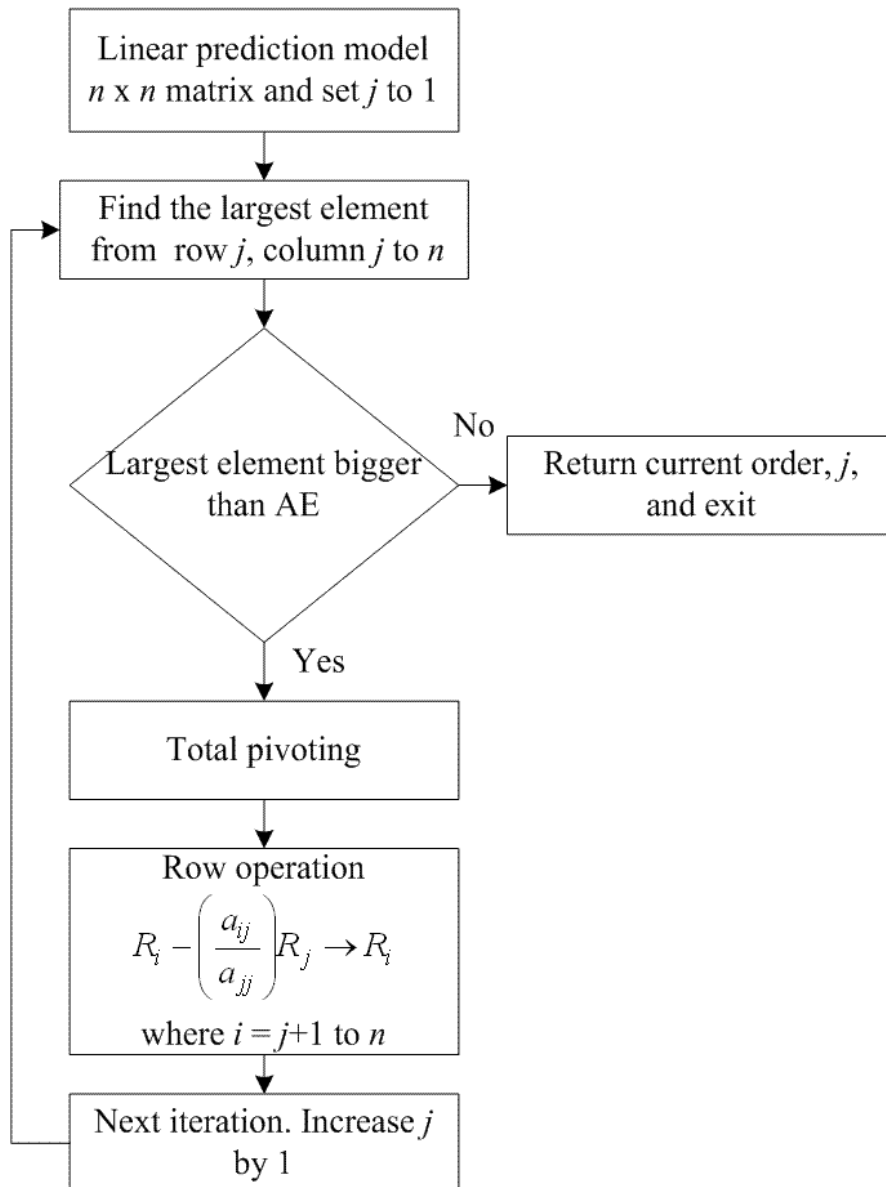 Linear prediction model
n x n matrix and set j to 1
Find the largest element
from row j, column j to n
Largest element bigger
than AE
No
Return current order, j,
and exit
Yes
Total pivoting
Row operation
R_i − (a_ij / a_jj) R_j → R_i
where i = j+1 to n
Next iteration. Increase j
by 1